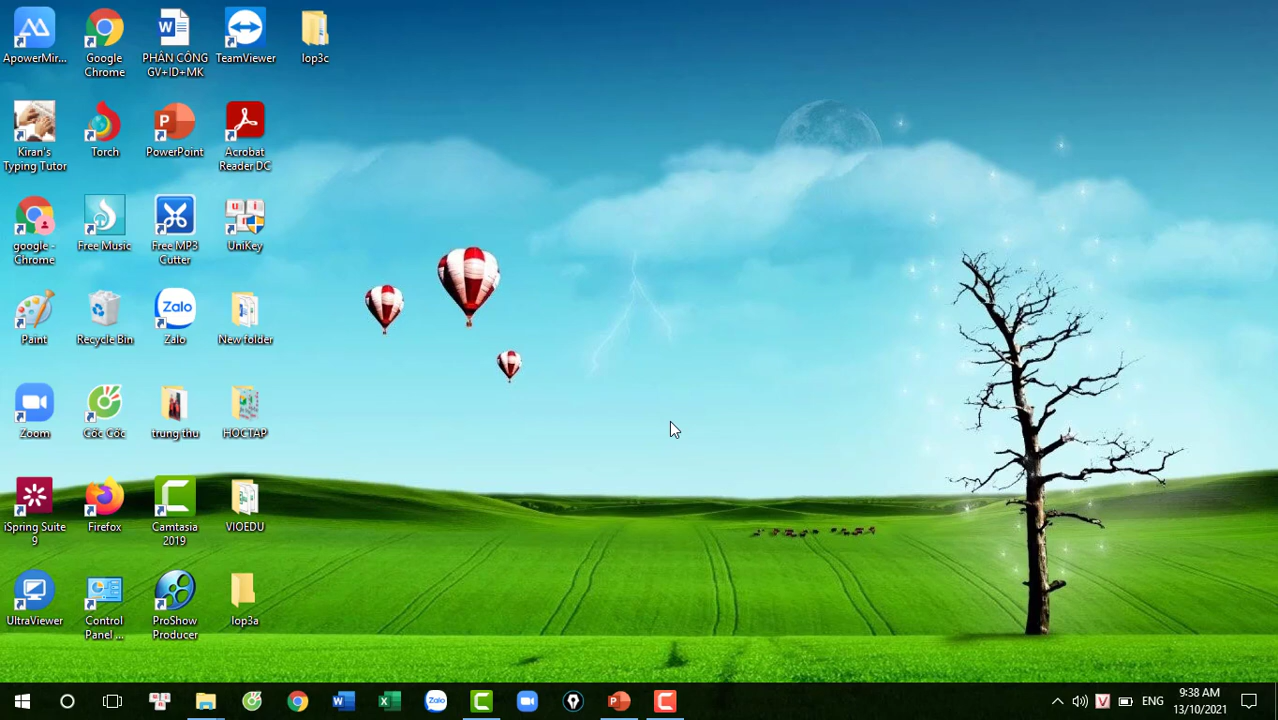 ApowerMir...
Google
Chrome
PHÂN CÔNG
GV+ID+MK
TeamViewer
lop3c
Kiran's
Typing Tutor
Torch
PowerPoint
Acrobat
Reader DC
google -
Chrome
Free Music
Free MP3
Cutter
UniKey
Paint
Recycle Bin
Zalo
Zalo
New folder
Zoom
Cốc Cốc
trung thu
HOCTAP
iSpring Suite
9
Firefox
Camtasia
2019
VIOEDU
UltraViewer
Control
Panel ...
ProShow
Producer
lop3a
Zalo
V
ENG
9:38 AM
13/10/2021